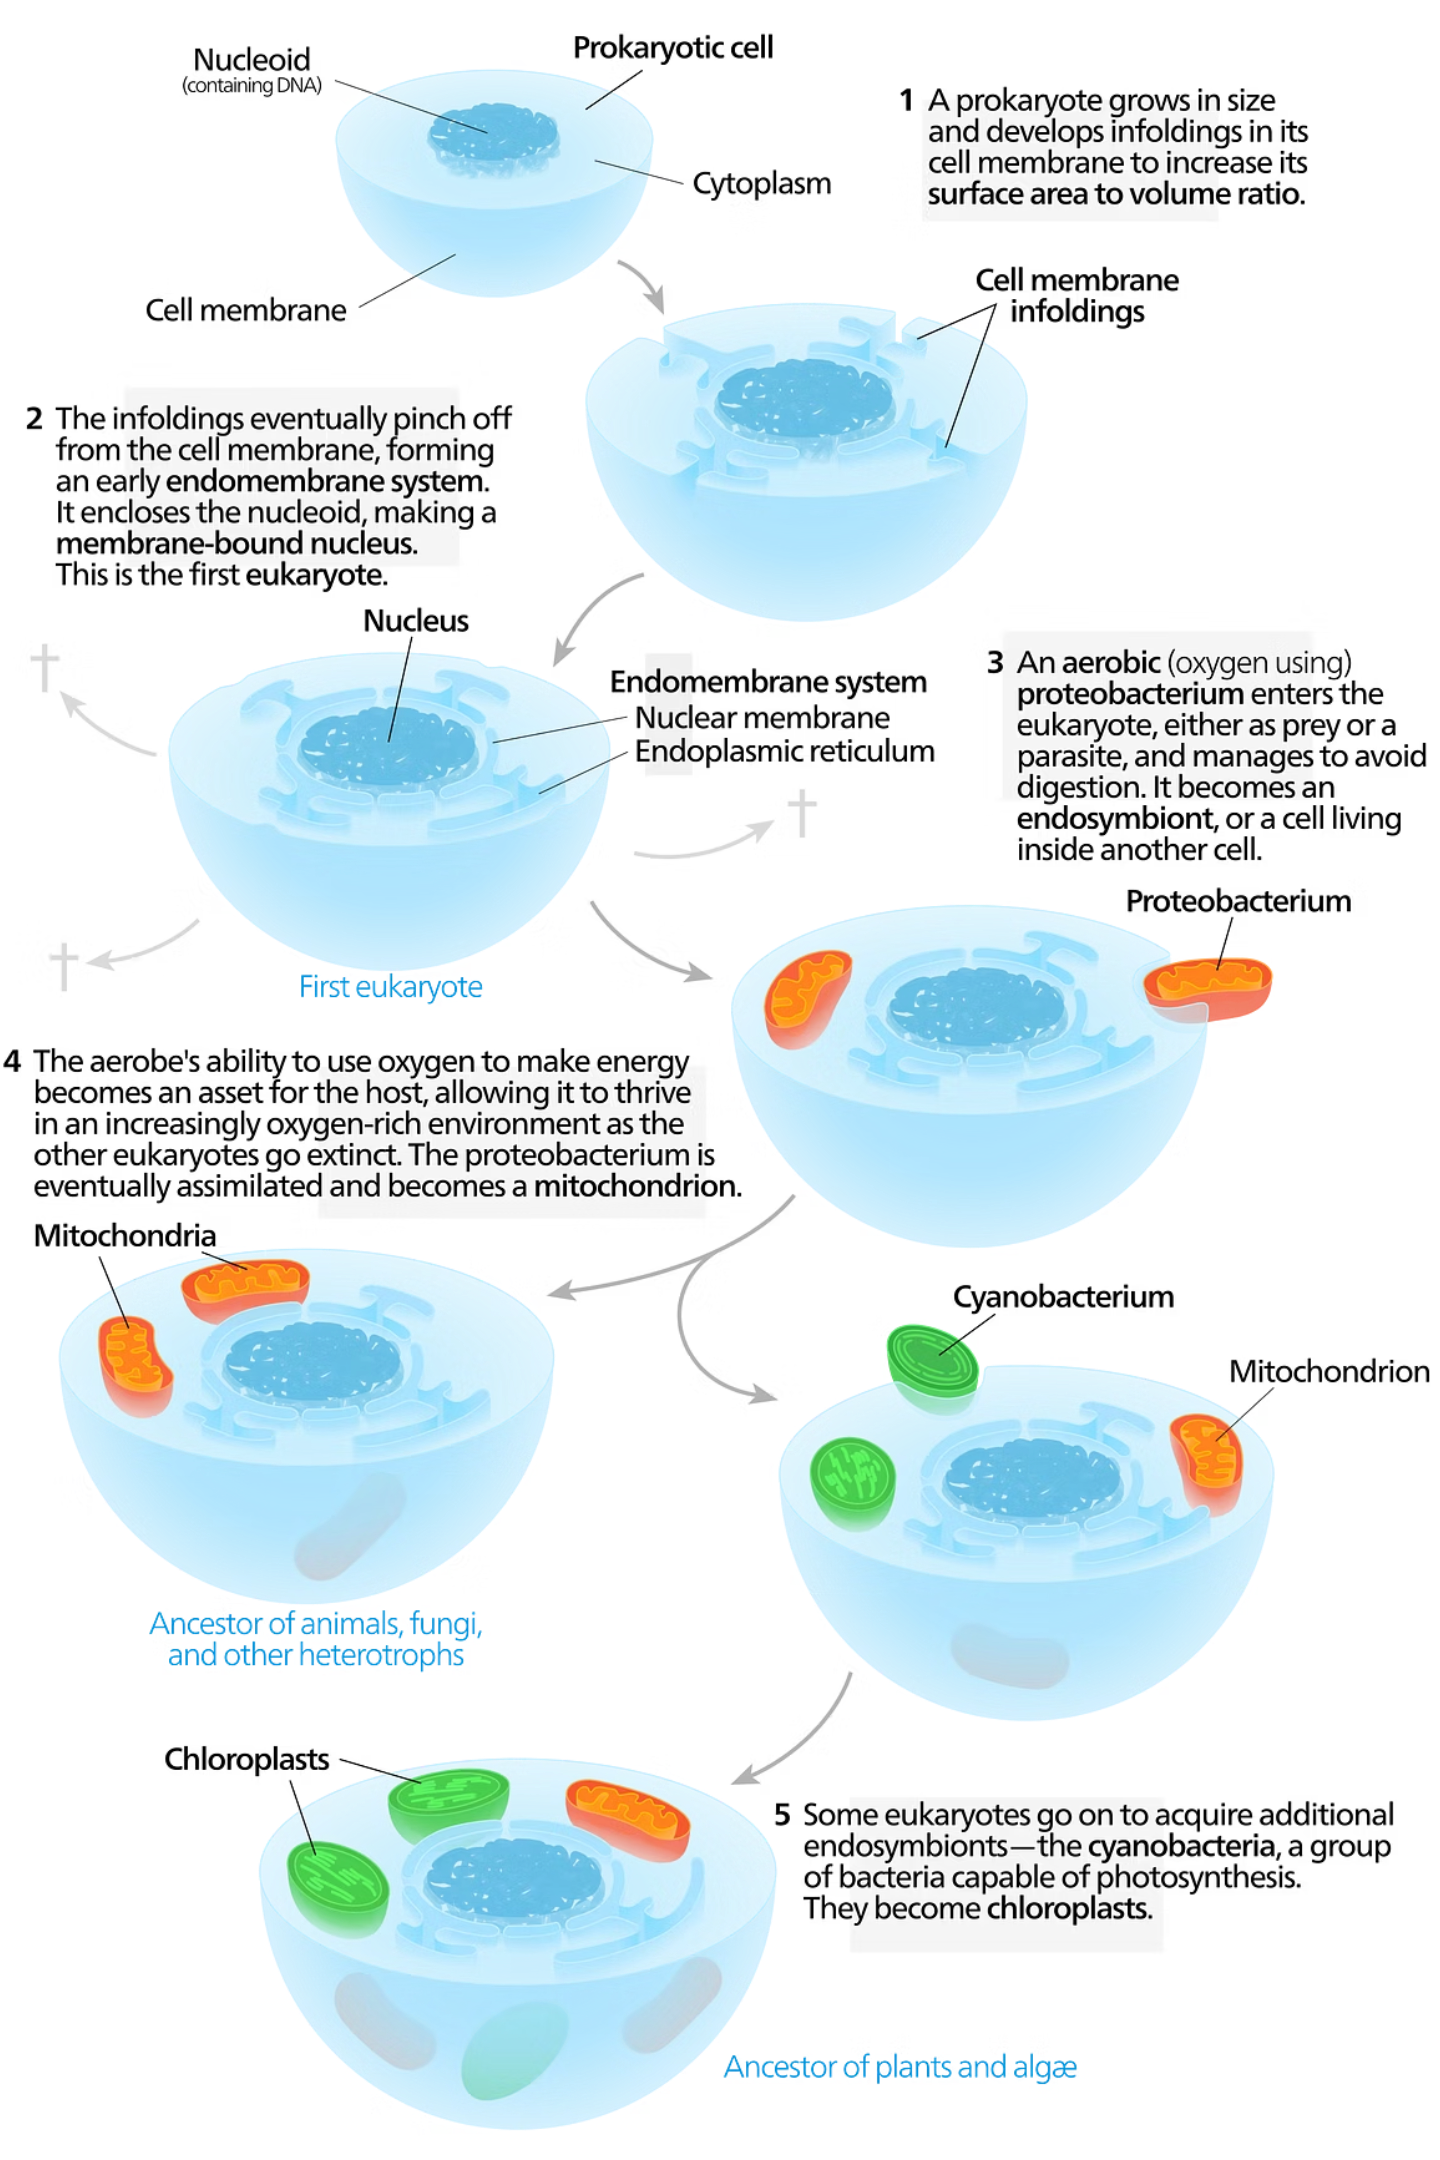 Nucleoid
(containing DNA)
Prokaryotic cell
1 A prokaryote grows in size
and develops infoldings in its
cell membrane to increase its
surface area to volume ratio.
Cytoplasm
Cell membrane
Cell membrane
infoldings
2 The infoldings eventually pinch off
from the cell membrane, forming
an early endomembrane system.
It encloses the nucleoid, making a
membrane-bound nucleus.
This is the first eukaryote.
Nucleus
Endomembrane system
Nuclear membrane
Endoplasmic reticulum
3 An aerobic (oxygen using)
proteobacterium enters the
eukaryote, either as prey or a
parasite, and manages to avoid
digestion. It becomes an
endosymbiont, or a cell living
inside another cell.
Proteobacterium
First eukaryote
4 The aerobe's ability to use oxygen to make energy
becomes an asset for the host, allowing it to thrive
in an increasingly oxygen-rich environment as the
other eukaryotes go extinct. The proteobacterium is
eventually assimilated and becomes a mitochondrion.
Mitochondria
Cyanobacterium
Mitochondrion
Ancestor of animals, fungi,
and other heterotrophs
Chloroplasts
5 Some eukaryotes go on to acquire additional
endosymbionts—the cyanobacteria, a group
of bacteria capable of photosynthesis.
They become chloroplasts.
Ancestor of plants and algæ